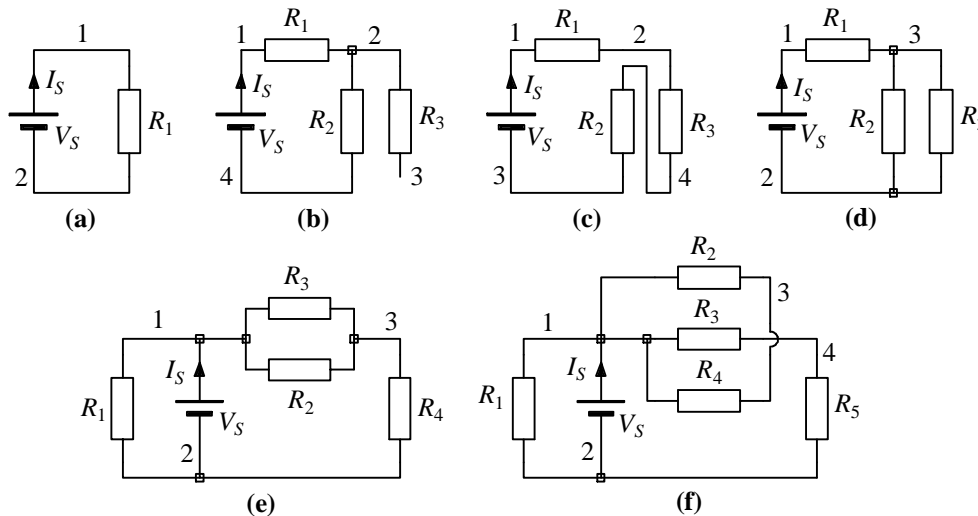 1
I_S
V_S
R_1
2
(a)
1
R_1
2
I_S
V_S
R_2
R_3
4
3
(b)
1
R_1
2
I_S
V_S
R_2
R_3
3
4
(c)
1
R_1
3
I_S
V_S
R_2
2
(d)
1
R_3
3
I_S
R_1
V_S
R_2
R_4
2
(e)
R_2
1
3
R_3
4
I_S
R_4
R_1
V_S
R_5
2
(f)